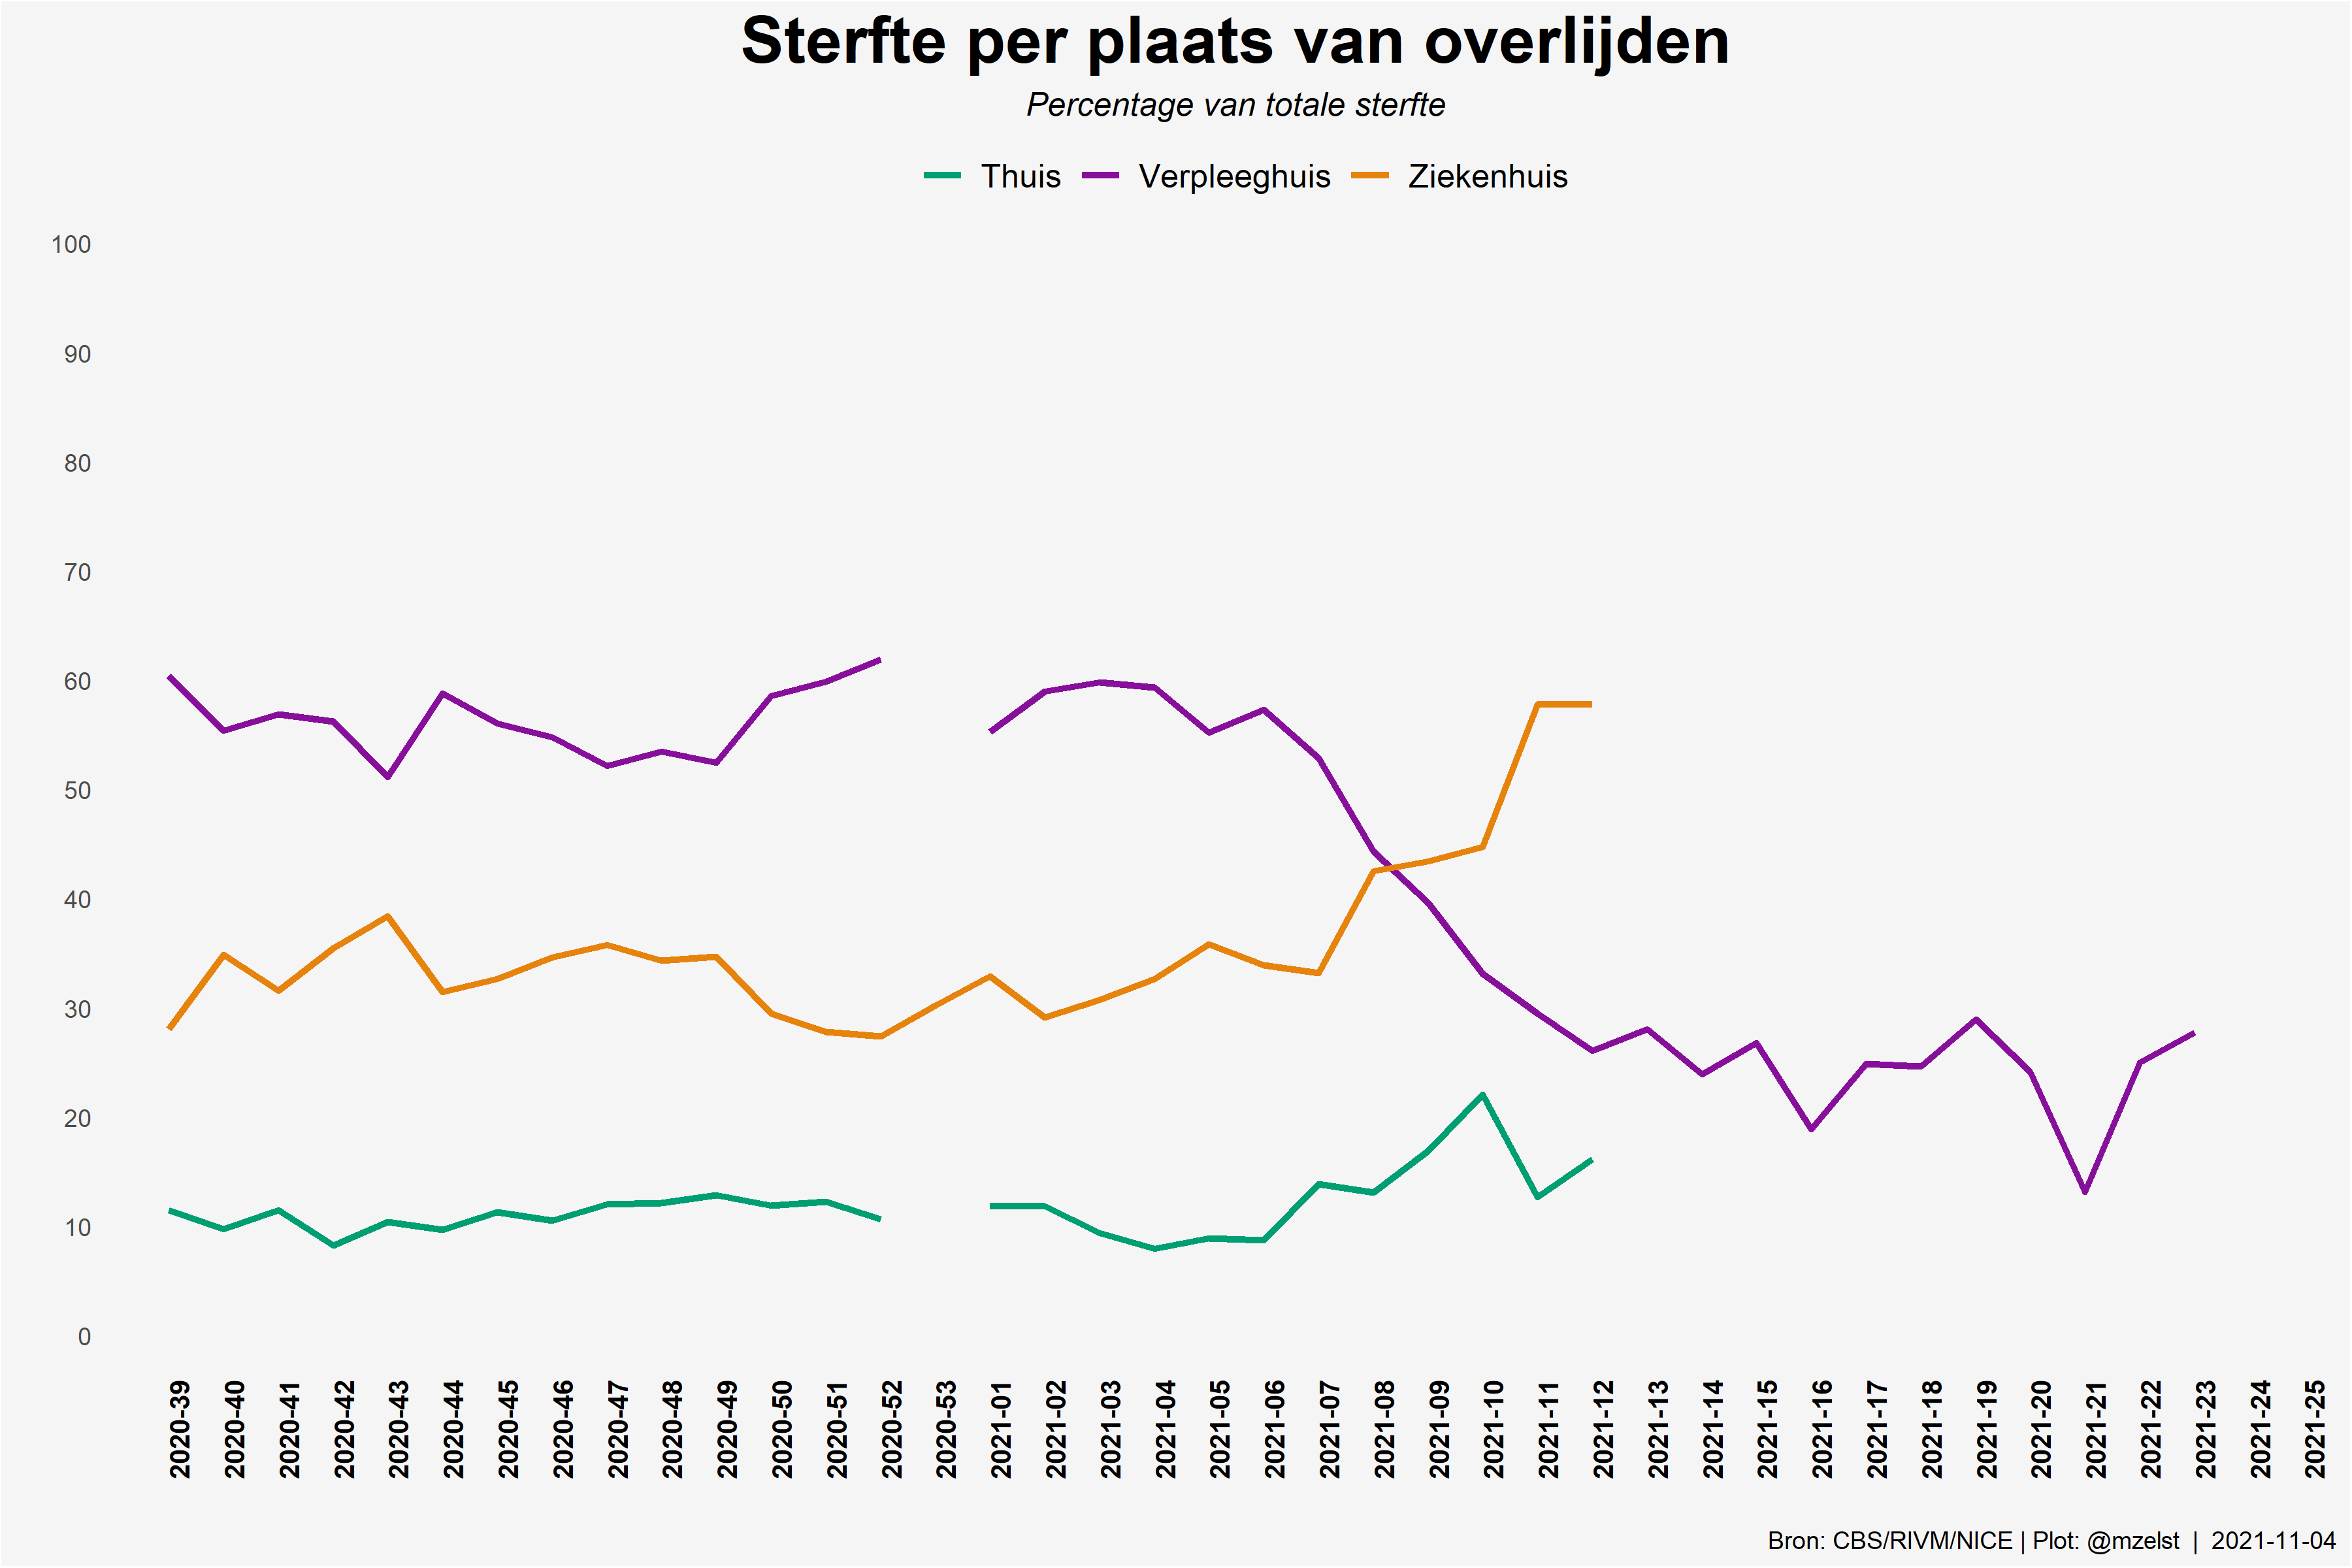 Sterfte per plaats van overlijden
Percentage van totale sterfte
Thuis Verpleeghuis Ziekenhuis
100
90
80
70
60
50
40
30
20
10
0
2020-39 2020-40 2020-41 2020-42 2020-43 2020-44 2020-45 2020-46 2020-47 2020-48 2020-49 2020-50 2020-51 2020-52 2020-53 2021-01 2021-02 2021-03 2021-04 2021-05 2021-06 2021-07 2021-08 2021-09 2021-10 2021-11 2021-12 2021-13 2021-14 2021-15 2021-16 2021-17 2021-18 2021-19 2021-20 2021-21 2021-22 2021-23 2021-24 2021-25
Bron: CBS/RIVM/NICE | Plot: @mzelst | 2021-11-04